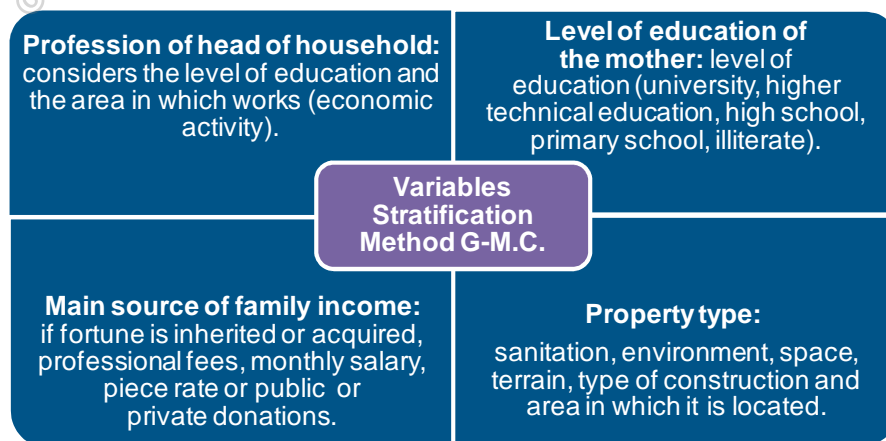 Profession of head of household:
considers the level of education and
the area in which works (economic
activity).
Level of education of
the mother: level of
education (university, higher
technical education, high school,
primary school, illiterate).
Variables
Stratification
Method G-M.C.
Main source of family income:
if fortune is inherited or acquired,
professional fees, monthly salary,
piece rate or public or
private donations.
Property type:
sanitation, environment, space,
terrain, type of construction and
area in which it is located.